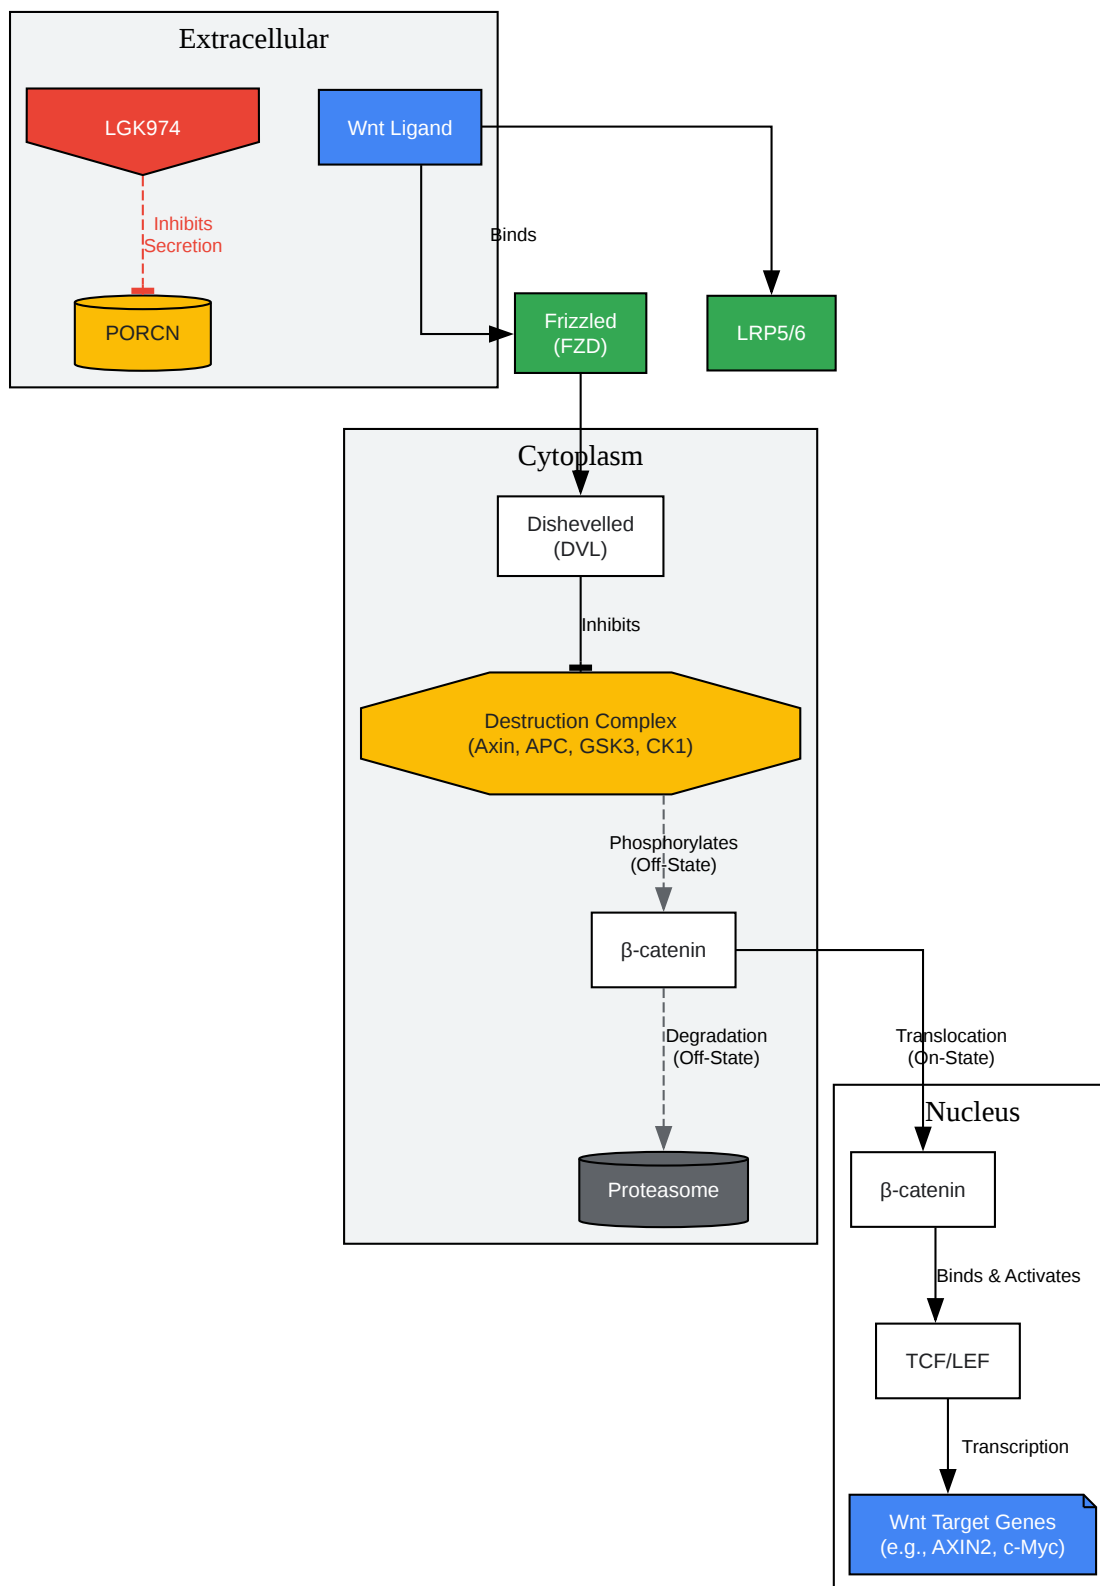 Extracellular
LGK974
Wnt Ligand
Inhibits
Secretion
Binds
PORCN
Frizzled
(FZD)
LRP5/6
Cytoplasm
Dishevelled
(DVL)
Inhibits
Destruction Complex
(Axin, APC, GSK3, CK1)
Phosphorylates
(Off-State)
β-catenin
Degradation
(Off-State)
Translocation
(On-State)
Nucleus
Proteasome
β-catenin
Binds & Activates
TCF/LEF
Transcription
Wnt Target Genes
(e.g., AXIN2, c-Myc)